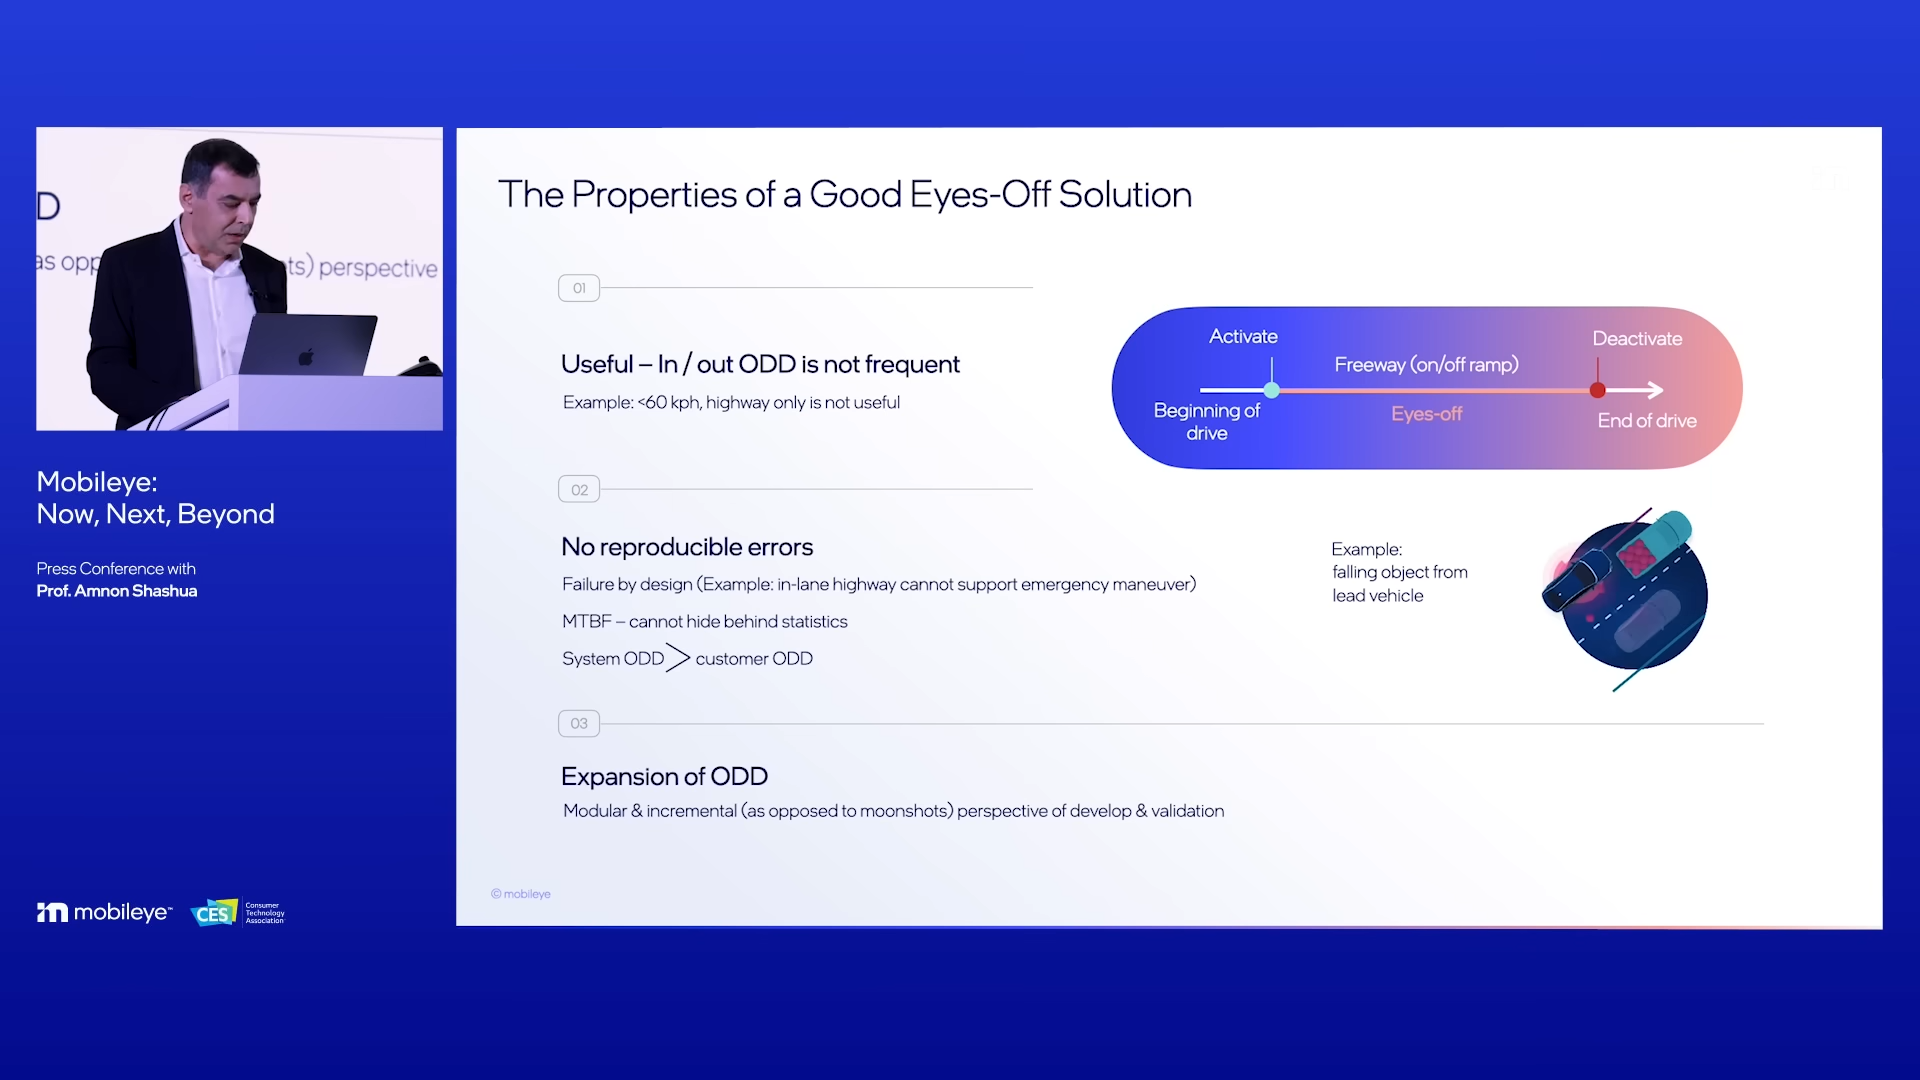 D
as opp
ts) perspective
Mobileye:
Now, Next, Beyond
Press Conference with
Prof. Amnon Shashua
mobileye™
CES
Consumer
Technology
Association
The Properties of a Good Eyes-Off Solution
01
Useful – In / out ODD is not frequent
Example: <60 kph, highway only is not useful
Activate
Deactivate
Freeway (on/off ramp)
Eyes-off
Beginning of
drive
End of drive
02
No reproducible errors
Failure by design (Example: in-lane highway cannot support emergency maneuver)
MTBF – cannot hide behind statistics
System ODD > customer ODD
Example:
falling object from
lead vehicle
03
Expansion of ODD
Modular & incremental (as opposed to moonshots) perspective of develop & validation
© mobileye